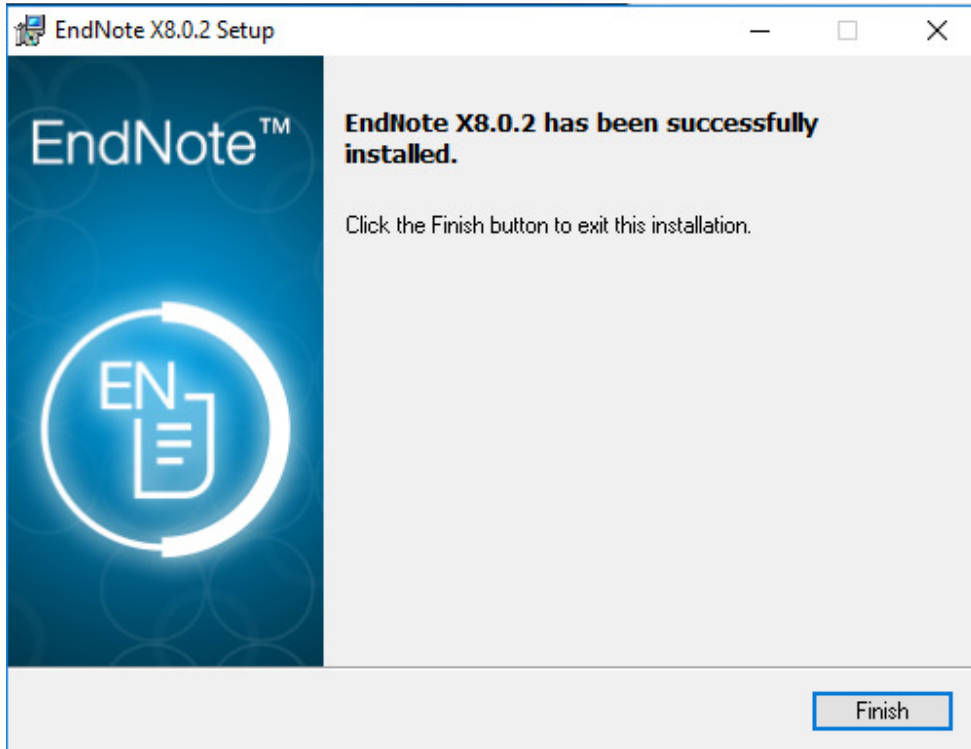 EndNote X8.0.2 Setup
EndNote™
EndNote X8.0.2 has been successfully
installed.
Click the Finish button to exit this installation.
EN
Finish